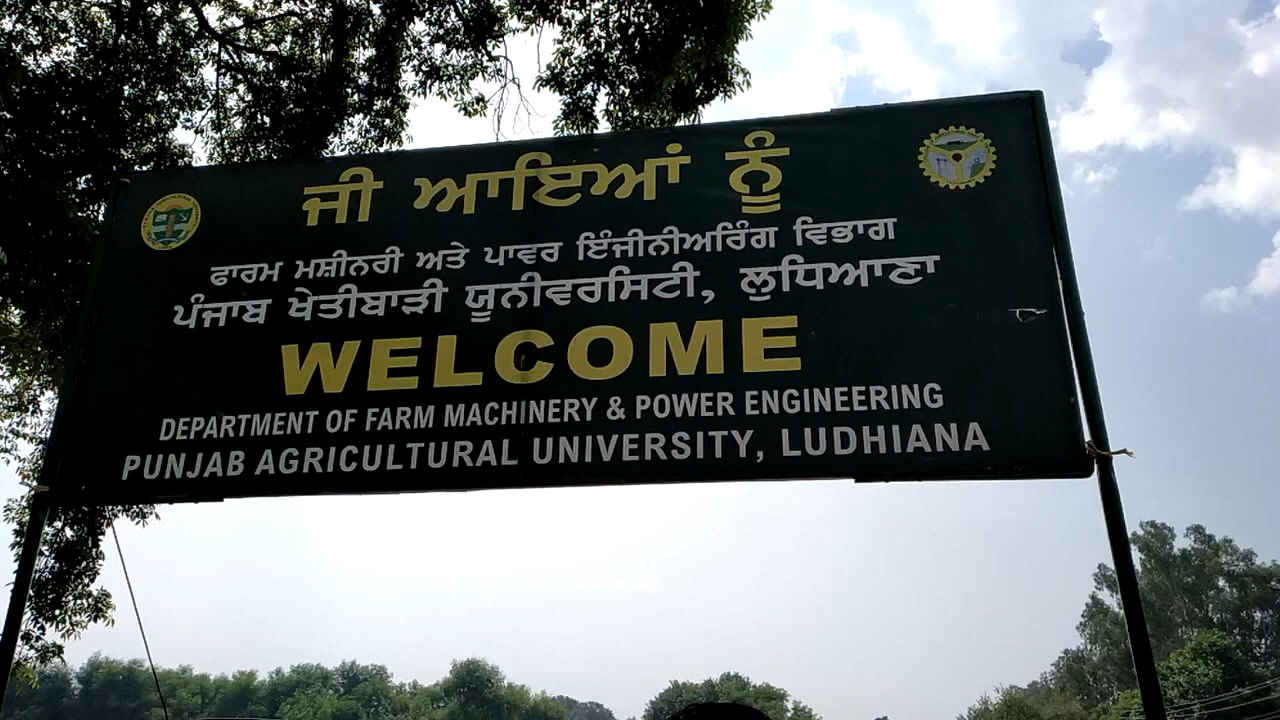 ਜੀ ਆਇਆਂ ਨੂੰ
ਫਾਰਮ ਮਸ਼ੀਨਰੀ ਅਤੇ ਪਾਵਰ ਇੰਜੀਨੀਅਰਿੰਗ ਵਿਭਾਗ
ਪੰਜਾਬ ਖੇਤੀਬਾੜੀ ਯੂਨੀਵਰਸਿਟੀ, ਲੁਧਿਆਣਾ
WELCOME
DEPARTMENT OF FARM MACHINERY & POWER ENGINEERING
PUNJAB AGRICULTURAL UNIVERSITY, LUDHIANA